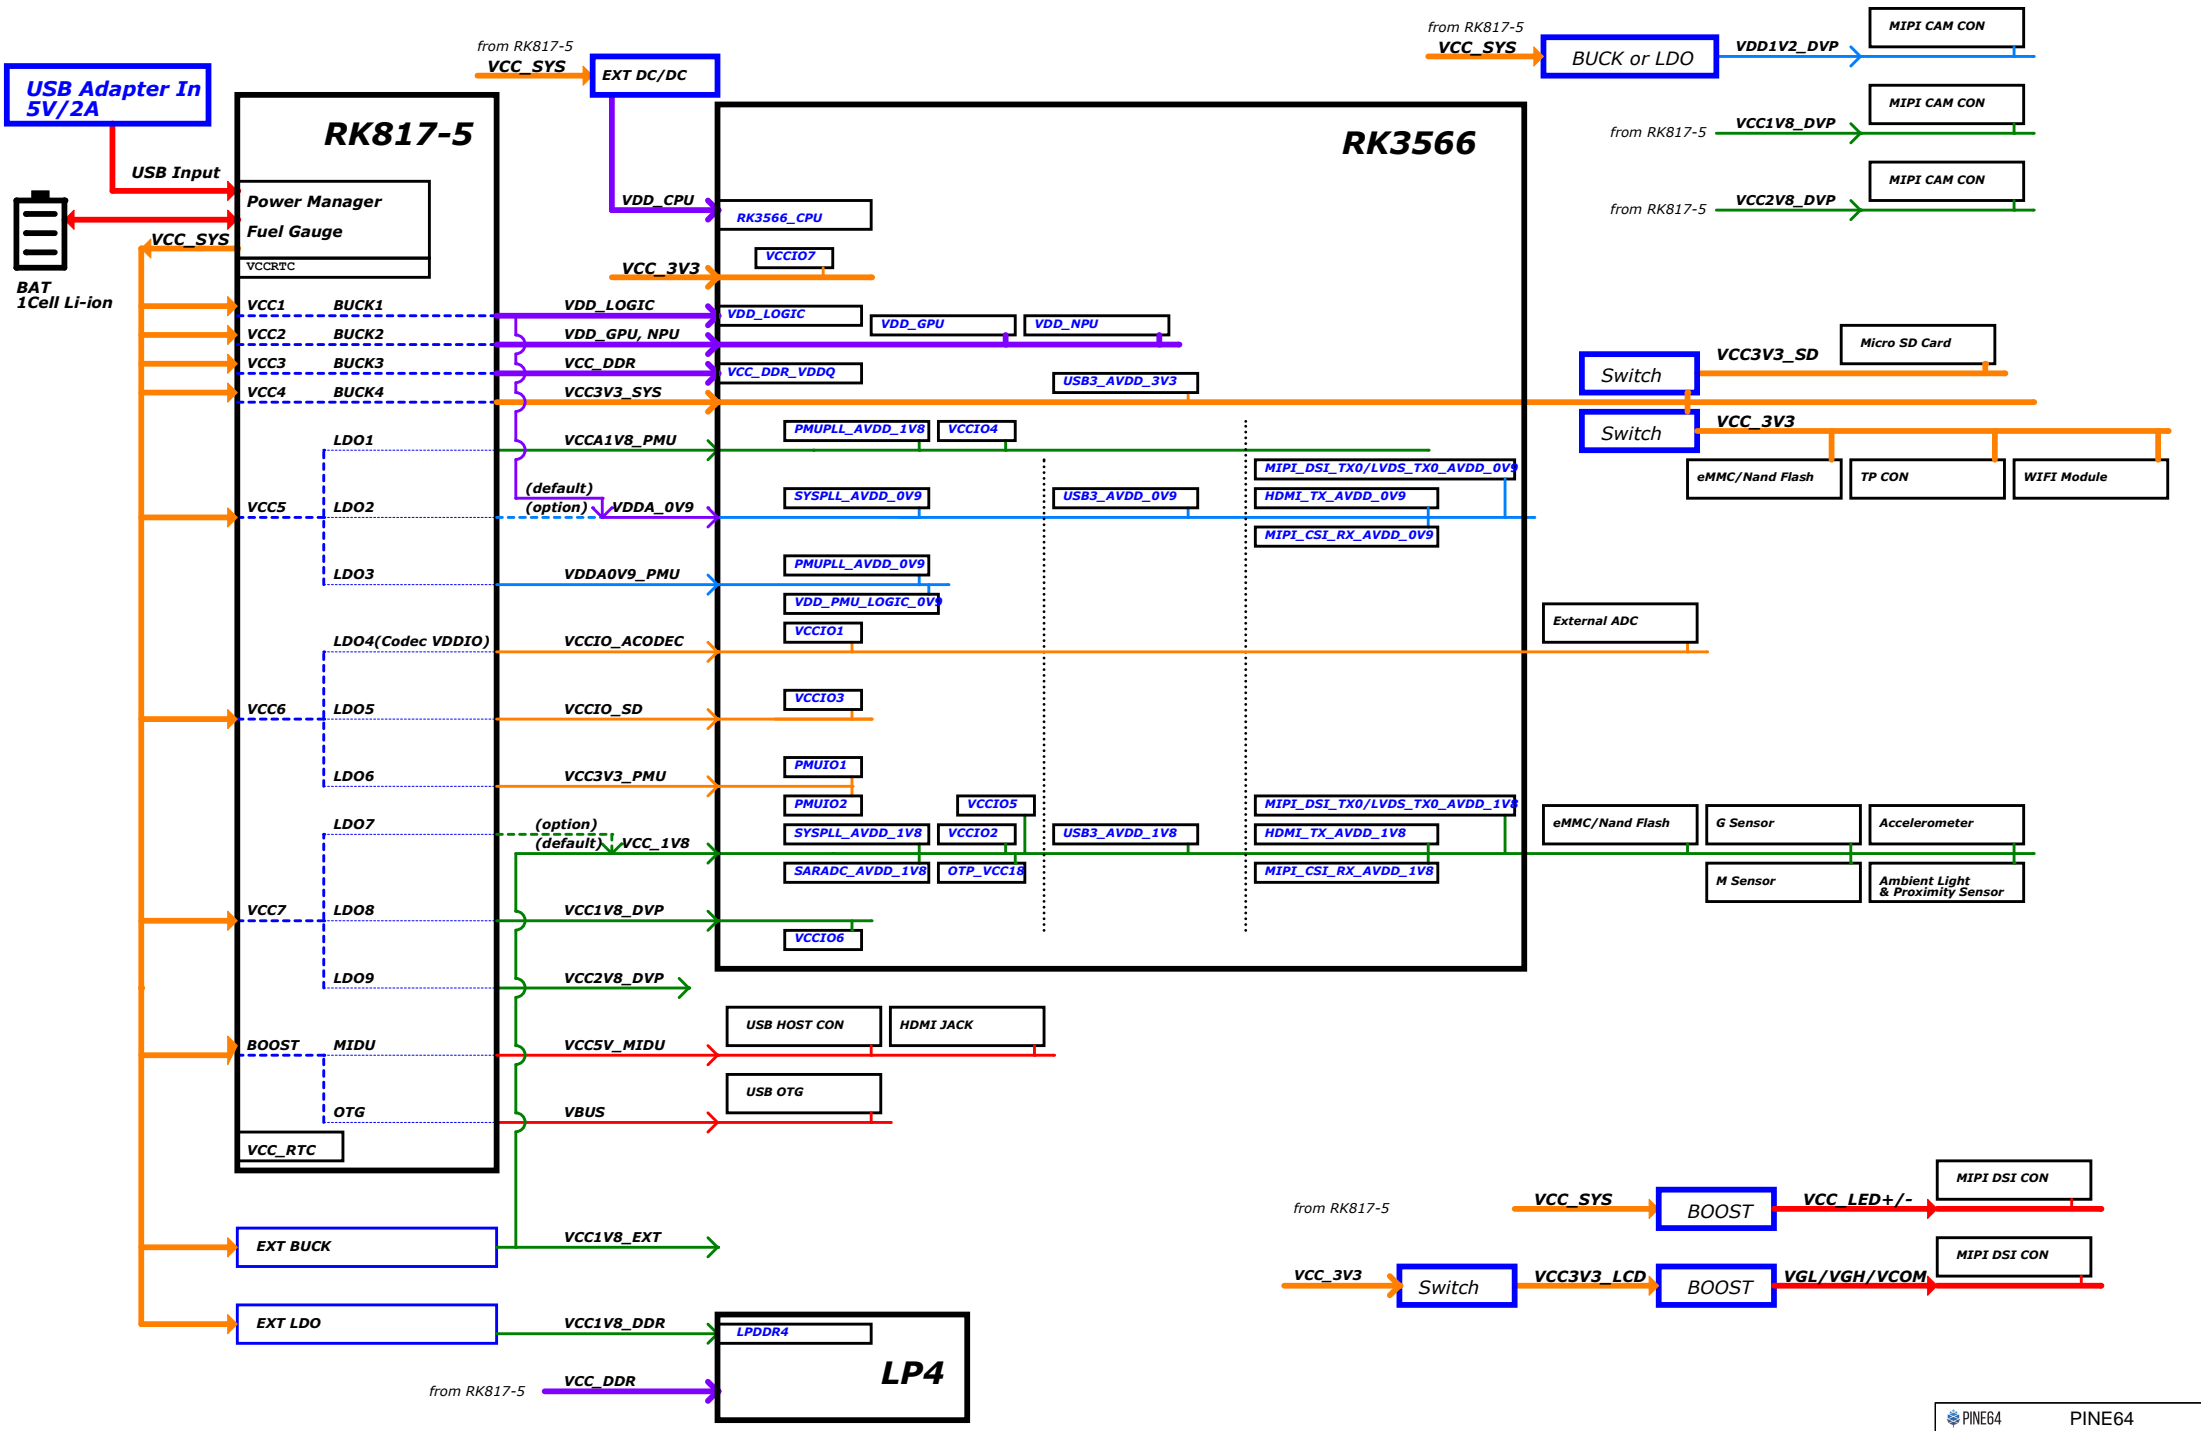 from RK817-5
VCC_SYS
EXT DC/DC
from RK817-5
VCC_SYS
BUCK or LDO
VDD1V2_DVP
MIPI CAM CON
USB Adapter In
5V/2A
RK817-5
RK3566
from RK817-5
VCC1V8_DVP
MIPI CAM CON
from RK817-5
VCC2V8_DVP
MIPI CAM CON
USB Input
Power Manager
Fuel Gauge
VCCRTC
VCC_SYS
BAT
1Cell Li-ion
VDD_CPU
RK3566_CPU
VCC_3V3
VCCIO7
VCC1
BUCK1
VDD_LOGIC
VDD_LOGIC
VCC2
BUCK2
VDD_GPU, NPU
VDD_GPU
VDD_NPU
VCC3
BUCK3
VCC_DDR
VCC_DDR_VDDQ
VCC4
BUCK4
VCC3V3_SYS
USB3_AVDD_3V3
Switch
VCC3V3_SD
Micro SD Card
Switch
VCC_3V3
eMMC/Nand Flash
TP CON
WIFI Module
LDO1
VCCA1V8_PMU
PMUPLL_AVDD_1V8
VCCIO4
MIPI_DSI_TX0/LVDS_TX0_AVDD_0V9
(default)
(option)
VCC5
LDO2
VDDA_0V9
SYSPLL_AVDD_0V9
USB3_AVDD_0V9
HDMI_TX_AVDD_0V9
MIPI_CSI_RX_AVDD_0V9
LDO3
VDDA0V9_PMU
PMUPLL_AVDD_0V9
VDD_PMU_LOGIC_0V9
LDO4(Codec VDDIO)
VCCIO_ACODEC
VCCIO1
External ADC
VCC6
LDO5
VCCIO_SD
VCCIO3
LDO6
VCC3V3_PMU
PMUIO1
PMUIO2
VCCIO5
MIPI_DSI_TX0/LVDS_TX0_AVDD_1V8
LDO7
(option)
(default)
VCC_1V8
SYSPLL_AVDD_1V8
VCCIO2
USB3_AVDD_1V8
HDMI_TX_AVDD_1V8
SARADC_AVDD_1V8
OTP_VCC18
MIPI_CSI_RX_AVDD_1V8
eMMC/Nand Flash
G Sensor
Accelerometer
M Sensor
Ambient Light
& Proximity Sensor
VCC7
LDO8
VCC1V8_DVP
VCCIO6
LDO9
VCC2V8_DVP
BOOST
MIDU
VCC5V_MIDU
USB HOST CON
HDMI JACK
OTG
VBUS
USB OTG
VCC_RTC
EXT BUCK
VCC1V8_EXT
EXT LDO
VCC1V8_DDR
LPDDR4
LP4
from RK817-5
VCC_DDR
from RK817-5
VCC_SYS
BOOST
VCC_LED+/-
MIPI DSI CON
VCC_3V3
Switch
VCC3V3_LCD
BOOST
VGL/VGH/VCOM
MIPI DSI CON
PINE64
PINE64